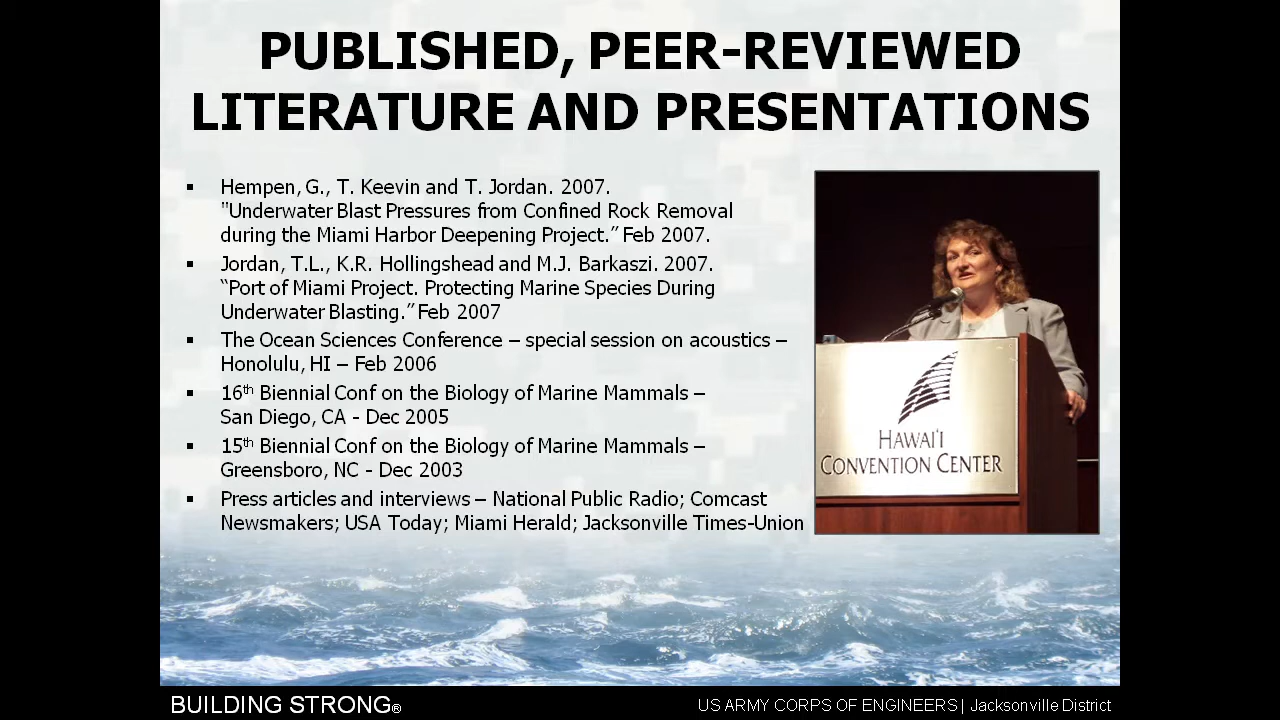 PUBLISHED, PEER-REVIEWED
LITERATURE AND PRESENTATIONS
▪ Hempen, G., T. Keevin and T. Jordan. 2007.
"Underwater Blast Pressures from Confined Rock Removal
during the Miami Harbor Deepening Project.” Feb 2007.
▪ Jordan, T.L., K.R. Hollingshead and M.J. Barkaszi. 2007.
“Port of Miami Project. Protecting Marine Species During
Underwater Blasting.” Feb 2007
▪ The Ocean Sciences Conference – special session on acoustics –
Honolulu, HI – Feb 2006
▪ 16th Biennial Conf on the Biology of Marine Mammals –
San Diego, CA - Dec 2005
▪ 15th Biennial Conf on the Biology of Marine Mammals –
Greensboro, NC - Dec 2003
▪ Press articles and interviews – National Public Radio; Comcast
Newsmakers; USA Today; Miami Herald; Jacksonville Times-Union
HAWAI'I
CONVENTION CENTER
BUILDING STRONG®
US ARMY CORPS OF ENGINEERS | Jacksonville District